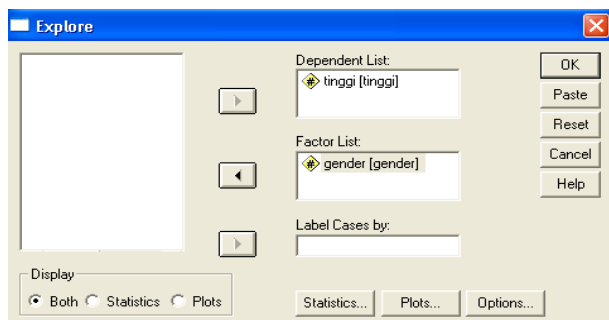 Explore
Dependent List:
tinggi [tinggi]
Factor List:
gender [gender]
Label Cases by:
OK
Paste
Reset
Cancel
Help
Display
Both Statistics Plots
Statistics... Plots... Options...